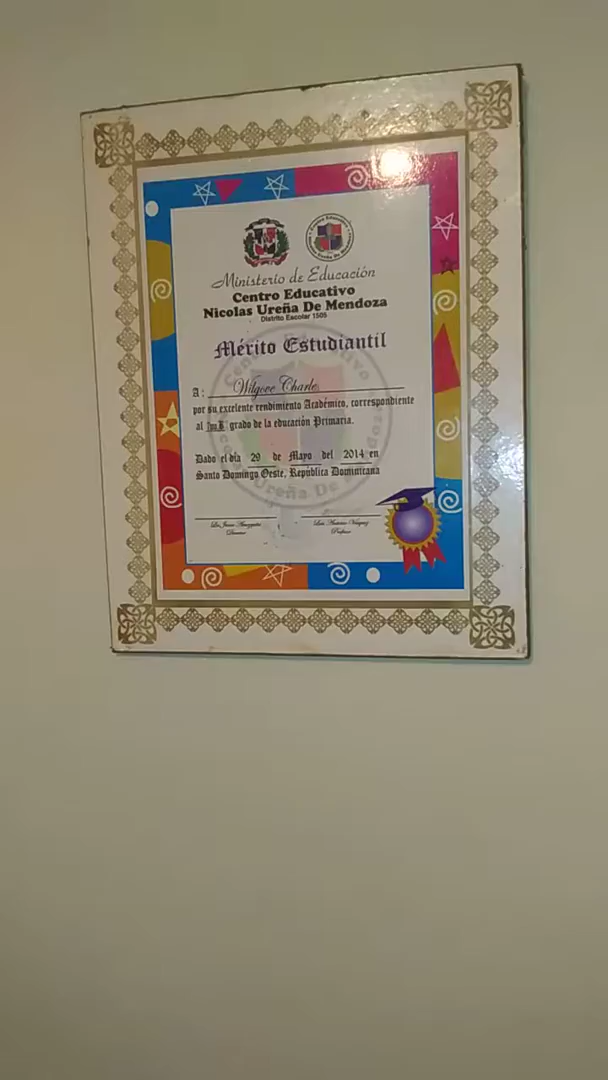 Ministerio de Educación
Centro Educativo
Nicolas Ureña De Mendoza
Distrito Escolar 1505
Mérito Estudiantil
A: Charle
por su excelente rendimiento Académico, correspondiente
al grado de la educación Primaria.
Dado el día 29 de Mayo del 2014 en
Santo Domingo Oeste, República Dominicana